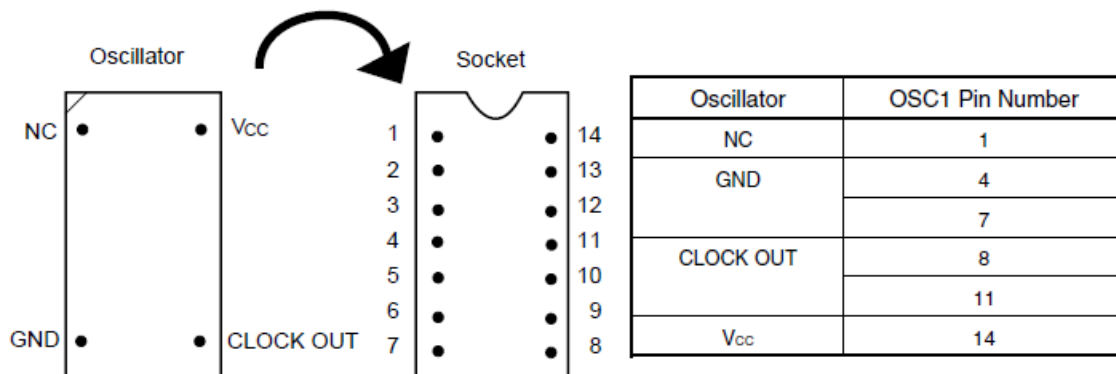 Oscillator
NC
Vcc
GND
CLOCK OUT
Socket
1 14
2 13
3 12
4 11
5 10
6 9
7 8
Oscillator OSC1 Pin Number
NC 1
GND 4
7
CLOCK OUT 8
11
Vcc 14